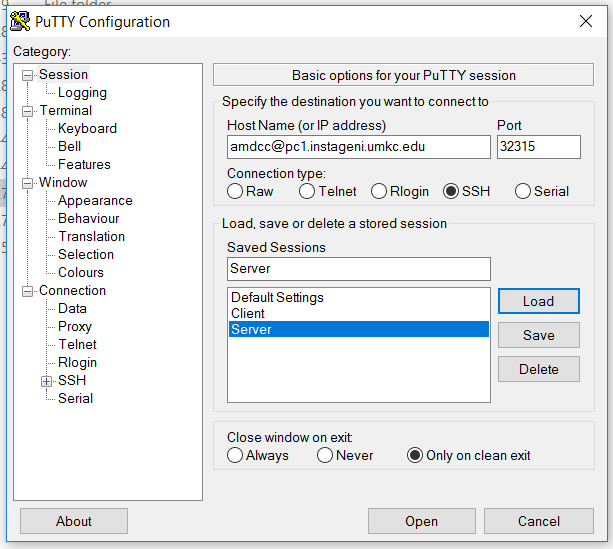 File folder
PuTTY Configuration
Category:
Session
Logging
Terminal
Keyboard
Bell
Features
Window
Appearance
Behaviour
Translation
Selection
Colours
Connection
Data
Proxy
Telnet
Rlogin
SSH
Serial
Basic options for your PuTTY session
Specify the destination you want to connect to
Host Name (or IP address) Port
amdcc@pc1.instageni.umkc.edu 32315
Connection type:
Raw Telnet Rlogin SSH Serial
Load, save or delete a stored session
Saved Sessions
Server
Default Settings
Client
Server
Load
Save
Delete
Close window on exit:
Always Never Only on clean exit
About Open Cancel